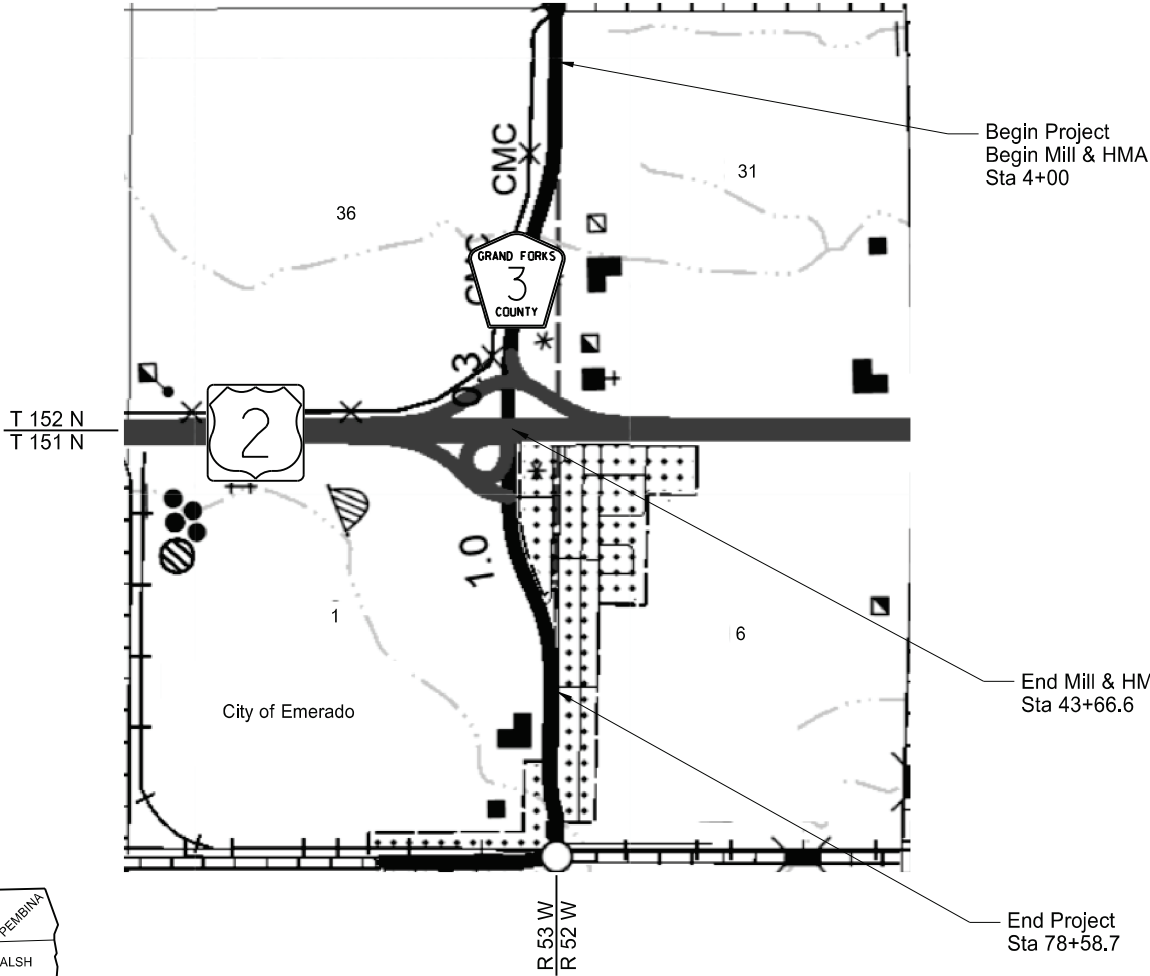 Begin Project
Begin Mill & HMA
Sta 4+00
CMC
31
36
GRAND FORKS
3
COUNTY
0.3
T 152 N
T 151 N
2
1.0
1
6
End Mill & HM
Sta 43+66.6
City of Emerado
R 53 W
R 52 W
End Project
Sta 78+58.7
PEMBINA
ALSH